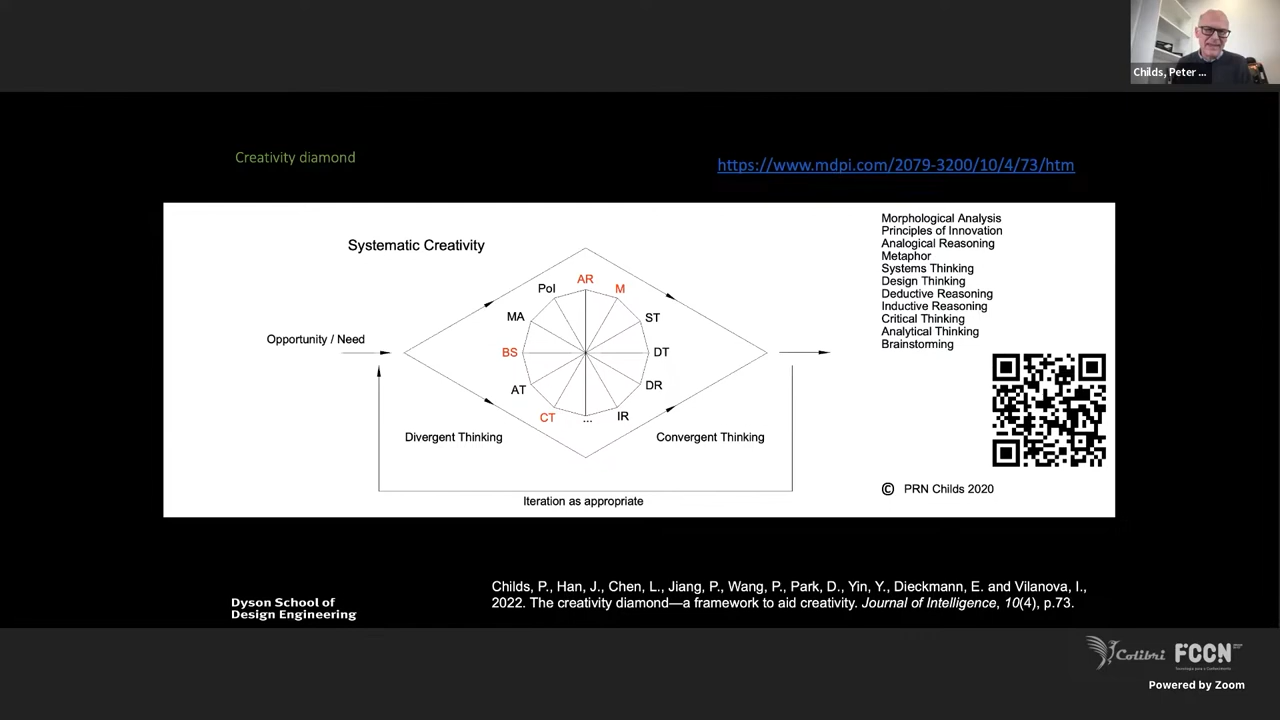 Childs, Peter ...
Creativity diamond
https://www.mdpi.com/2079-3200/10/4/73/htm
Systematic Creativity
Morphological Analysis
Principles of Innovation
Analogical Reasoning
Metaphor
Systems Thinking
Design Thinking
Deductive Reasoning
Inductive Reasoning
Critical Thinking
Analytical Thinking
Brainstorming
AR
PoI
M
MA
ST
Opportunity / Need
BS
DT
AT
DR
CT
...
IR
Divergent Thinking
Convergent Thinking
Iteration as appropriate
© PRN Childs 2020
Childs, P., Han, J., Chen, L., Jiang, P., Wang, P., Park, D., Yin, Y., Dieckmann, E. and Vilanova, I.,
2022. The creativity diamond—a framework to aid creativity. Journal of Intelligence, 10(4), p.73.
Dyson School of
Design Engineering
Colibri
FCCN
Powered by Zoom